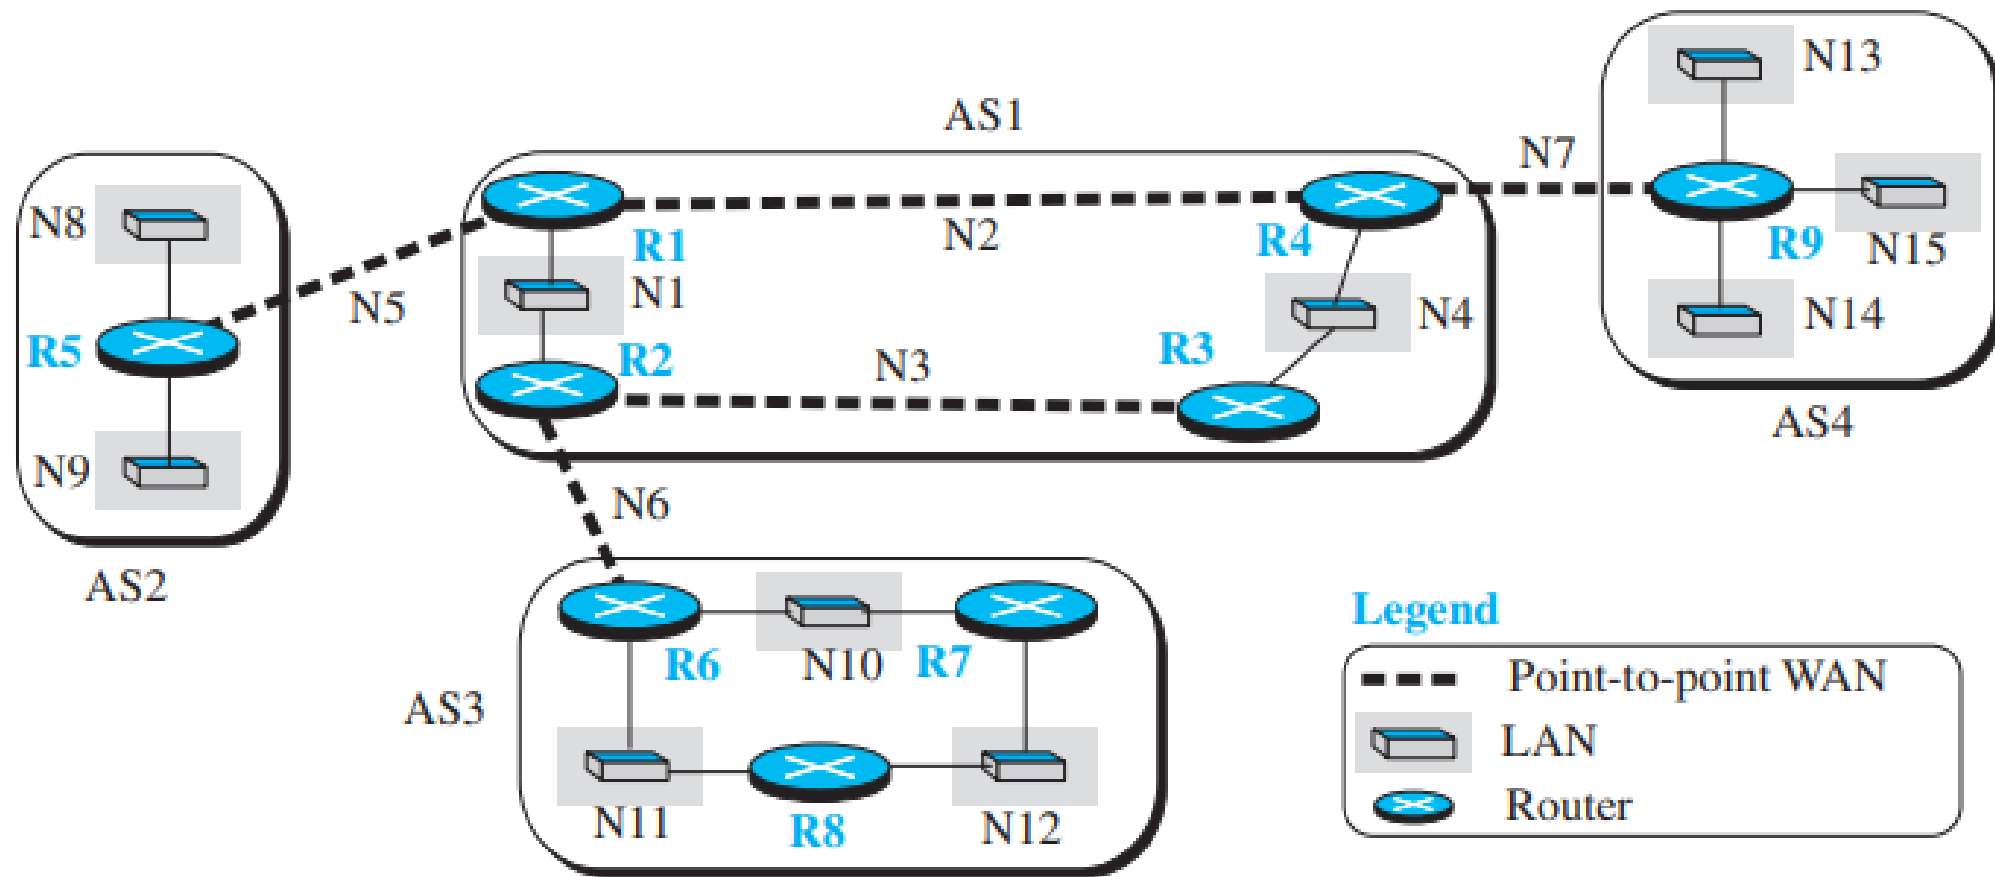 AS1
N13
N7
N8
R1
N2
R4
R9
N15
N5
N1
N14
R5
R2
N3
R3
N4
AS4
N9
N6
AS2
R6
N10
R7
AS3
N11
R8
N12
Legend
Point-to-point WAN
LAN
Router